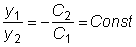 y₁/y₂ = −C₂/C₁ = Const